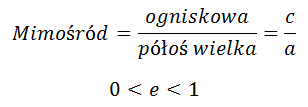 Mimośród = ogniskowa / półoś wielka = c / a
0 < e < 1